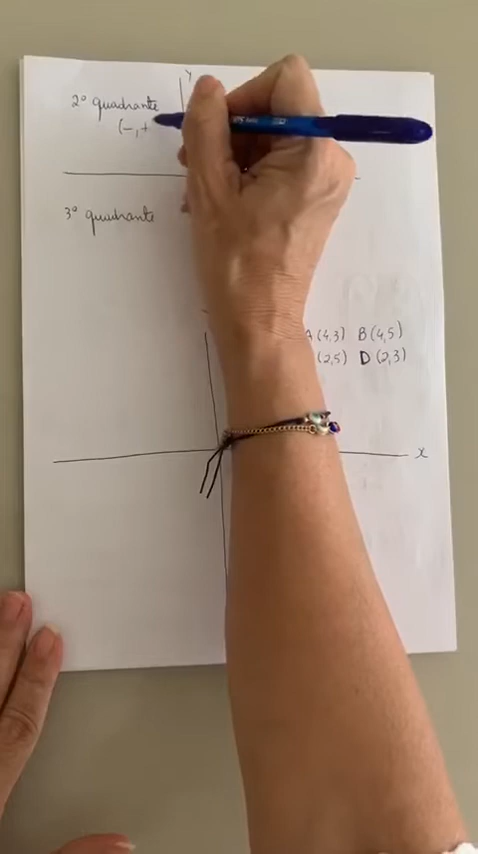 y
2º quadrante
(-,+
3º quadrante
A (4,3) B (4,5)
(2,5) D (2,3)
x